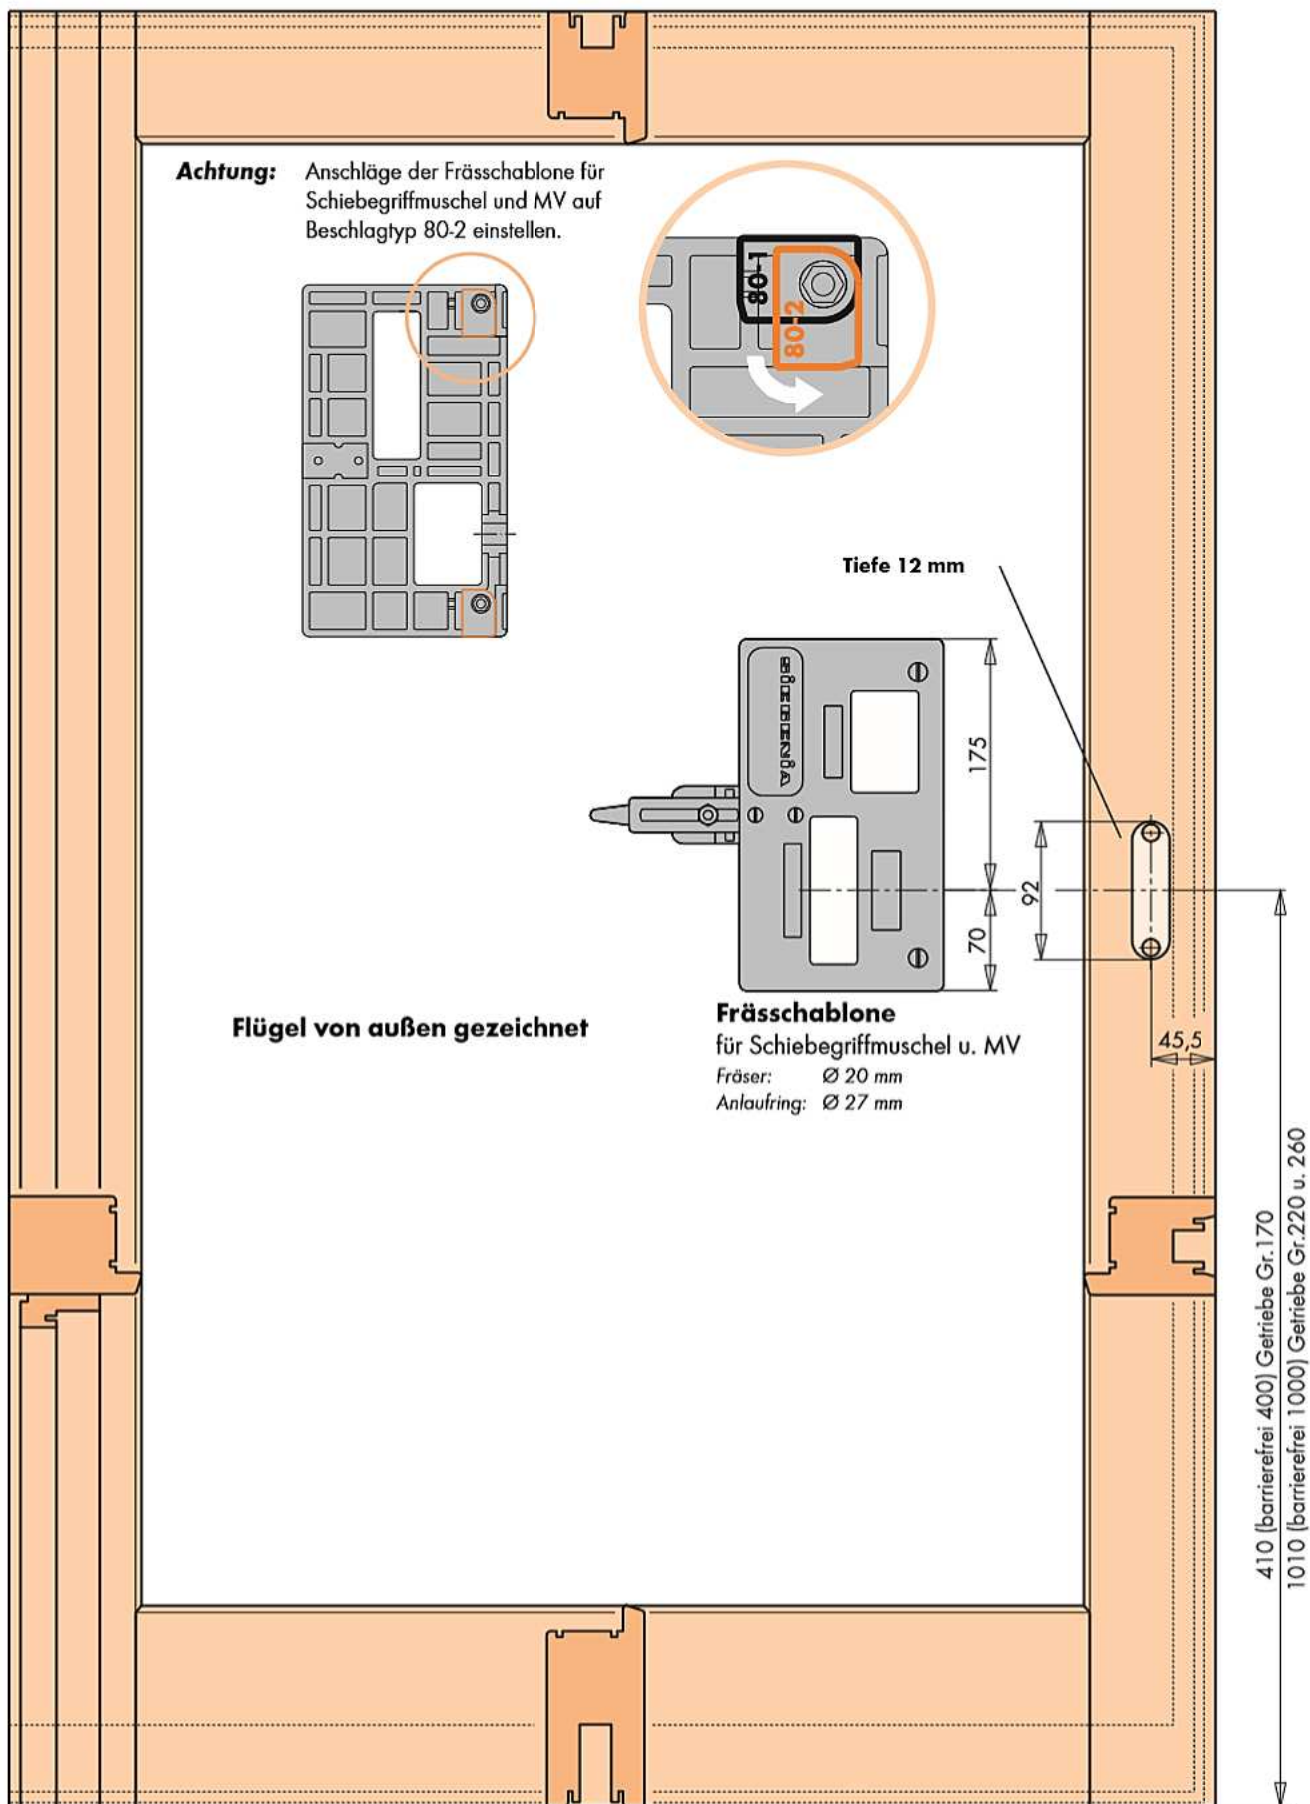 Achtung: Anschläge der Frässchablone für
Schiebegriffmuschel und MV auf
Beschlagtyp 80-2 einstellen.
80-1
80-2
Tiefe 12 mm
SIEGENIA
175
92
70
Flügel von außen gezeichnet
Frässchablone
für Schiebegriffmuschel u. MV
Fräser: Ø 20 mm
Anlaufring: Ø 27 mm
45,5
410 (barrierefrei 400) Getriebe Gr.170
1010 (barrierefrei 1000) Getriebe Gr.220 u. 260